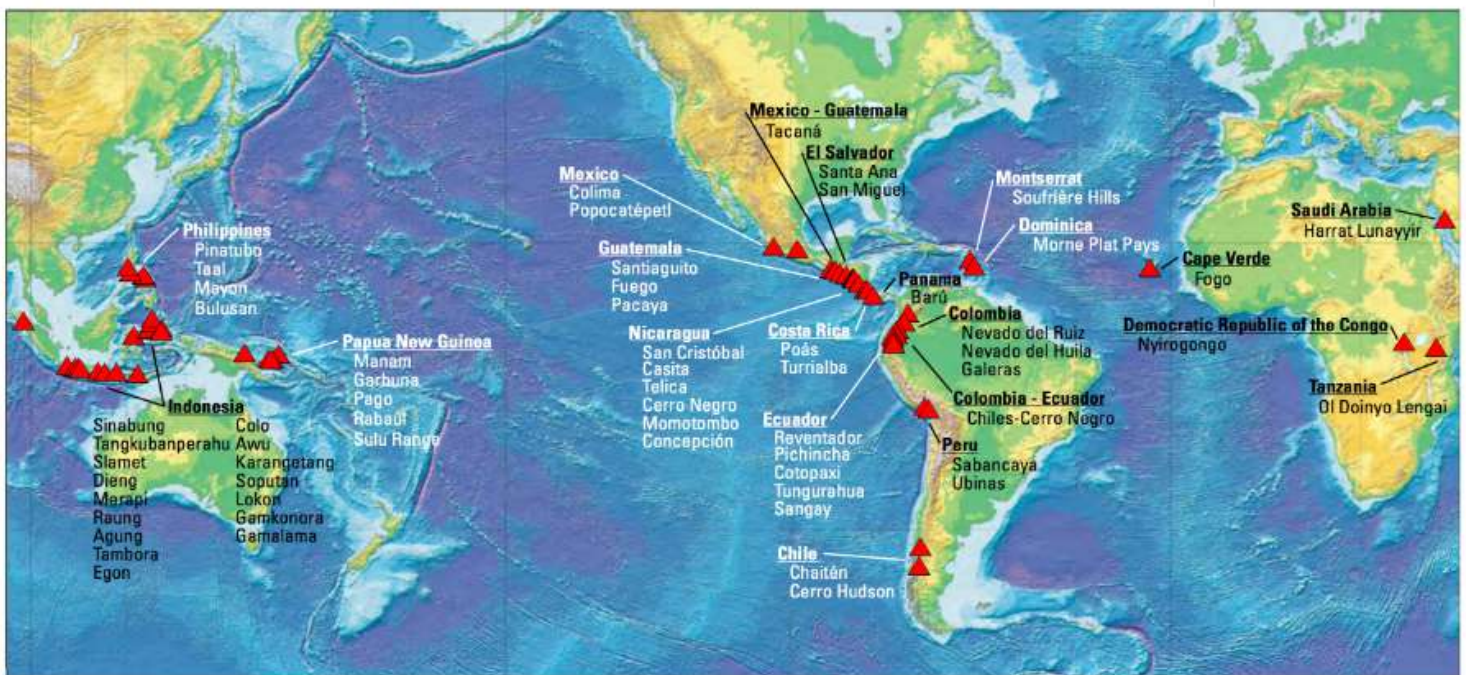 Mexico - Guatemala
Tacaná
El Salvador
Santa Ana
San Miguel
Mexico
Colima
Popocatépetl
Montserrat
Soufrière Hills
Dominica
Morne Plat Pays
Saudi Arabia
Harrat Lunayyir
Philippines
Pinatubo
Taal
Mayon
Bulusan
Guatemala
Santiaguito
Fuego
Pacaya
Cape Verde
Fogo
Panama
Barú
Nicaragua
San Cristóbal
Casita
Telica
Cerro Negro
Momotombo
Concepción
Costa Rica
Poás
Turrialba
Colombia
Nevado del Ruiz
Nevado del Huila
Galeras
Democratic Republic of the Congo
Nyirogongo
Papua New Guinea
Manam
Garbuna
Pago
Rabaul
Sulu Range
Tanzania
Ol Doinyo Lengai
Colombia - Ecuador
Chiles-Cerro Negro
Indonesia
Sinabung
Tangkubanperahu
Slamet
Dieng
Merapi
Raung
Agung
Tambora
Egon
Colo
Awu
Karangetang
Soputan
Lokon
Gamkonora
Gamalama
Ecuador
Reventador
Pichincha
Cotopaxi
Tungurahua
Sangay
Peru
Sabancaya
Ubinas
Chile
Chaitén
Cerro Hudson